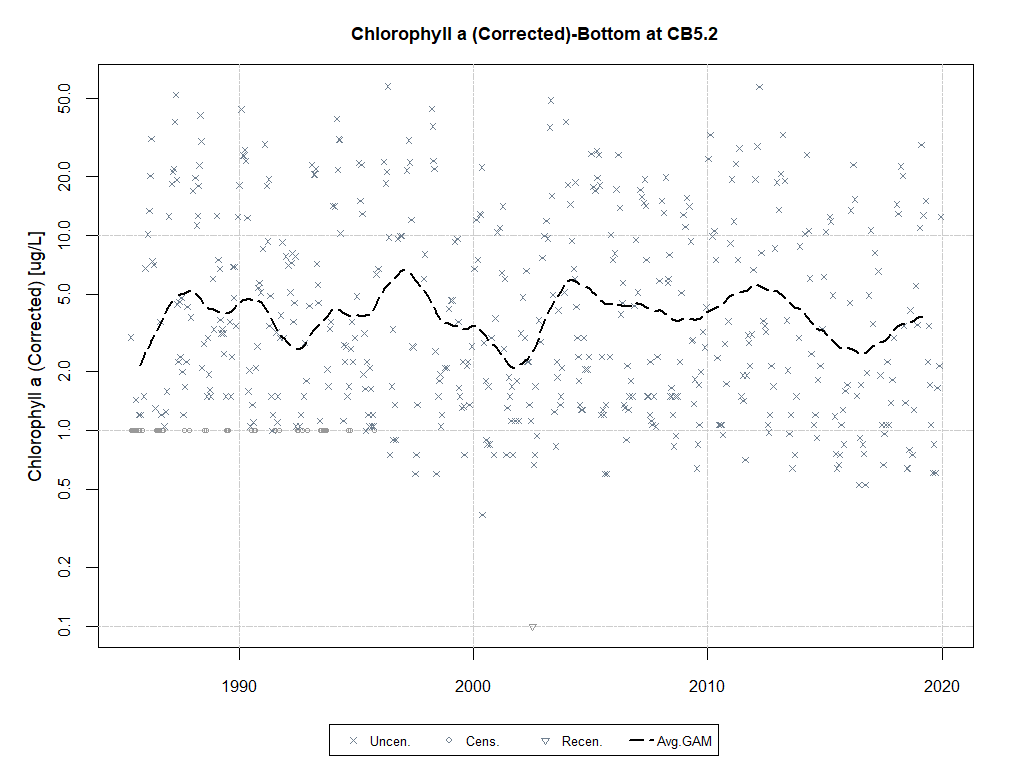 Chlorophyll a (Corrected)-Bottom at CB5.2
Chlorophyll a (Corrected) [ug/L]
50.0
20.0
10.0
5.0
2.0
1.0
0.5
0.2
0.1
1990 2000 2010 2020
Uncen. Cens. Recen. Avg.GAM